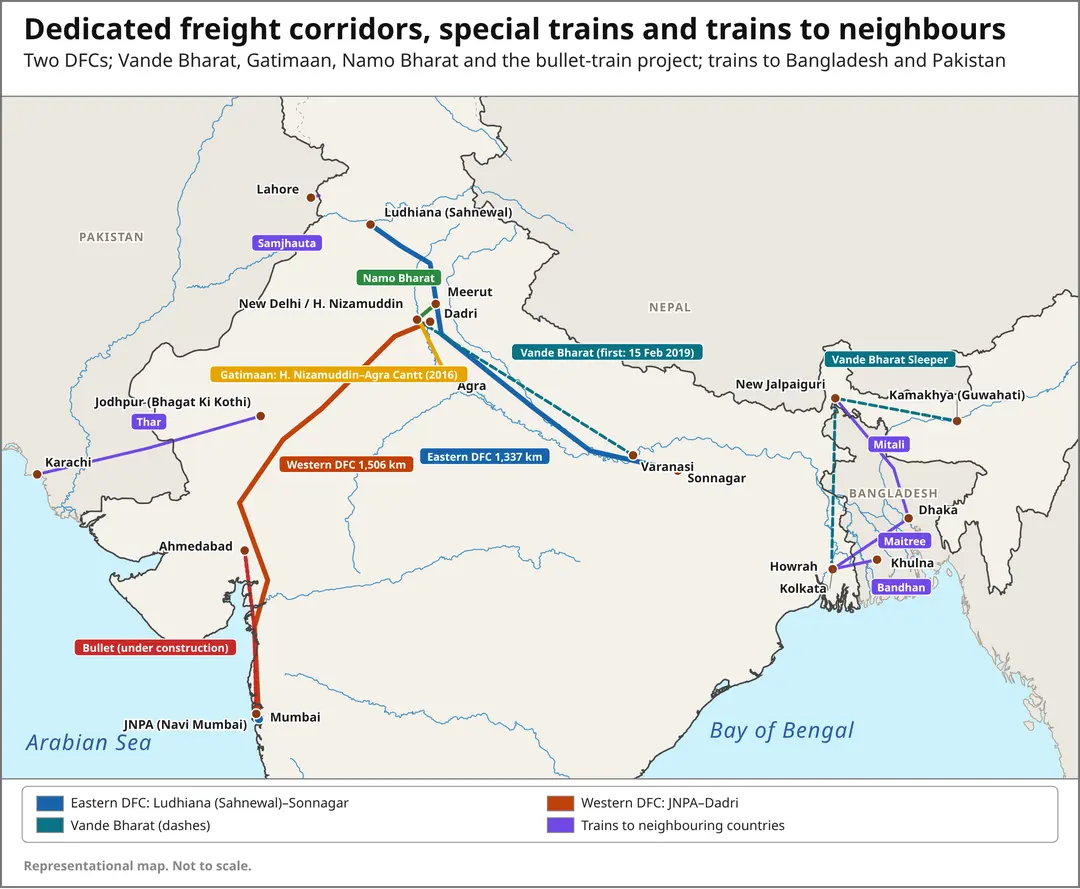 Dedicated freight corridors, special trains and trains to neighbours
Two DFCs; Vande Bharat, Gatimaan, Namo Bharat and the bullet-train project; trains to Bangladesh and Pakistan
Lahore
Ludhiana (Sahnewal)
PAKISTAN
Samjhauta
Namo Bharat
Meerut
New Delhi / H. Nizamuddin
Dadri
NEPAL
Vande Bharat (first: 15 Feb 2019)
Vande Bharat Sleeper
Gatimaan: H. Nizamuddin–Agra Cantt (2016)
Agra
New Jalpaiguri
Kamakhya (Guwahati)
Jodhpur (Bhagat Ki Kothi)
Thar
Mitali
Karachi
Western DFC 1,506 km
Eastern DFC 1,337 km
Varanasi
Sonnagar
BANGLADESH
Dhaka
Ahmedabad
Maitree
Howrah
Khulna
Kolkata
Bandhan
Bullet (under construction)
JNPA (Navi Mumbai)
Mumbai
Arabian Sea
Bay of Bengal
Eastern DFC: Ludhiana (Sahnewal)–Sonnagar
Western DFC: JNPA–Dadri
Vande Bharat (dashes)
Trains to neighbouring countries
Representational map. Not to scale.